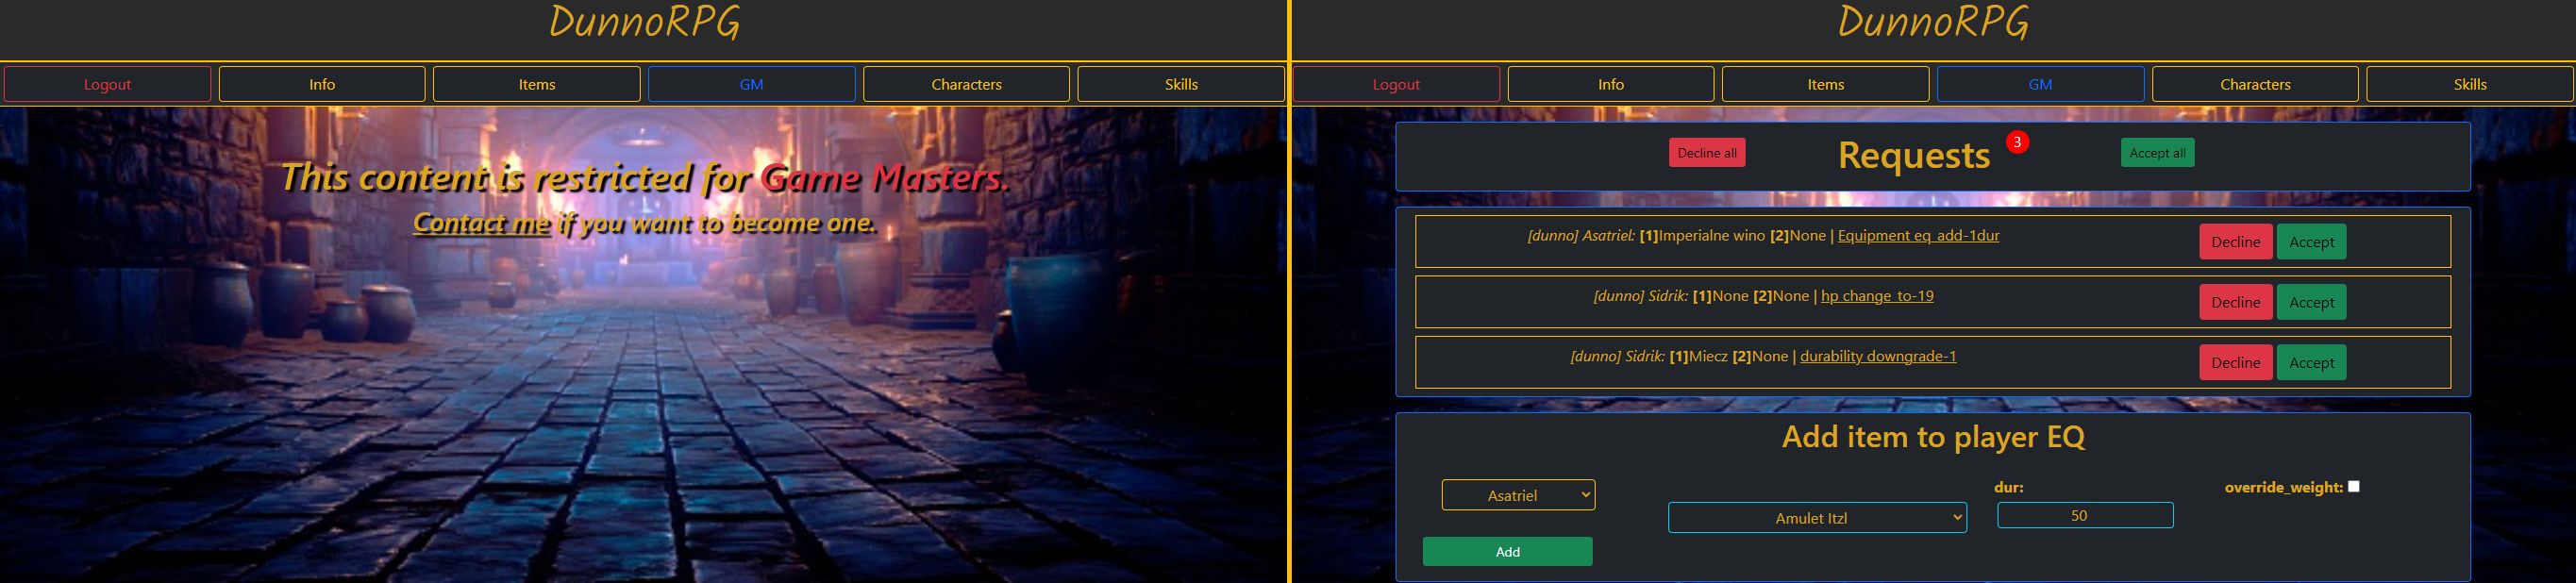 DunnoRPG
Logout Info Items GM Characters Skills
This content is restricted for Game Masters.
Contact me if you want to become one.
DunnoRPG
Logout Info Items GM Characters Skills
Decline all Requests 3 Accept all
[dunno] Asatriel: [1]Imperialne wino [2]None | Equipment eq_add-1dur Decline Accept
[dunno] Sidrik: [1]None [2]None | hp change_to-19 Decline Accept
[dunno] Sidrik: [1]Miecz [2]None | durability downgrade-1 Decline Accept
Add item to player EQ
dur: override_weight:
Asatriel Amulet Itzl 50
Add